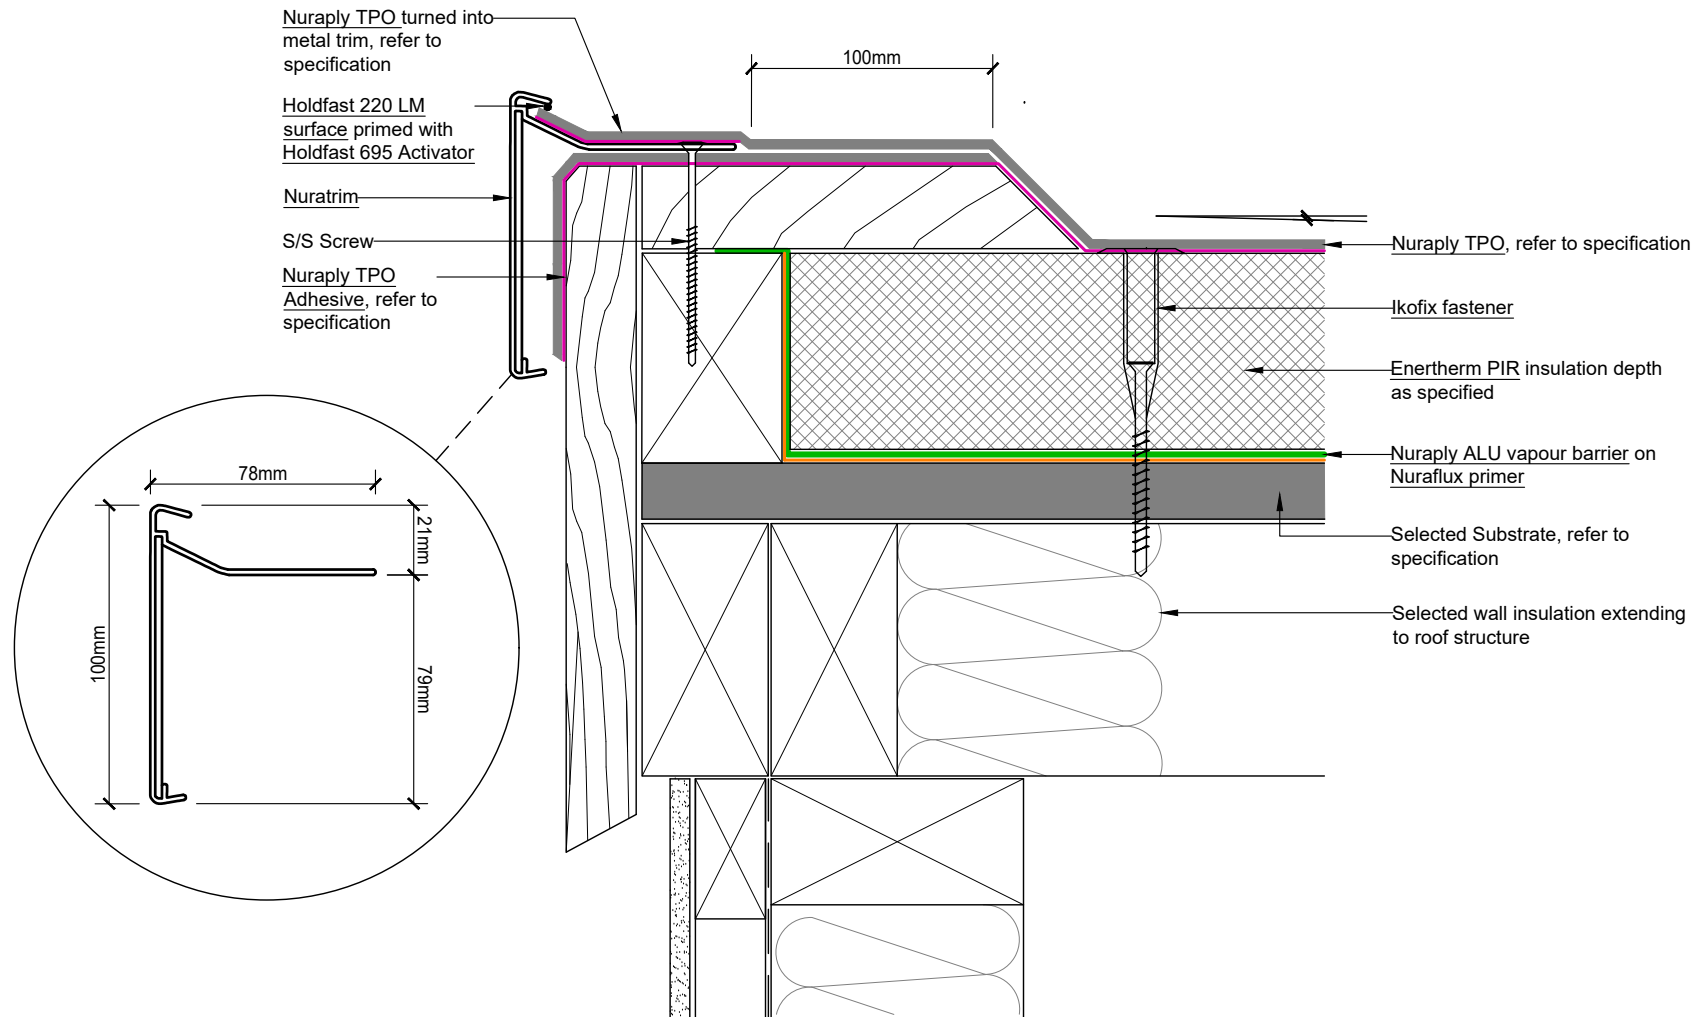 Nuraply TPO turned into
metal trim, refer to
specification
Holdfast 220 LM
surface primed with
Holdfast 695 Activator
Nuratrim
S/S Screw
Nuraply TPO
Adhesive, refer to
specification
100mm
Nuraply TPO, refer to specification
Ikofix fastener
Enertherm PIR insulation depth
as specified
Nuraply ALU vapour barrier on
Nuraflux primer
Selected Substrate, refer to
specification
Selected wall insulation extending
to roof structure
78mm
21mm
100mm
79mm